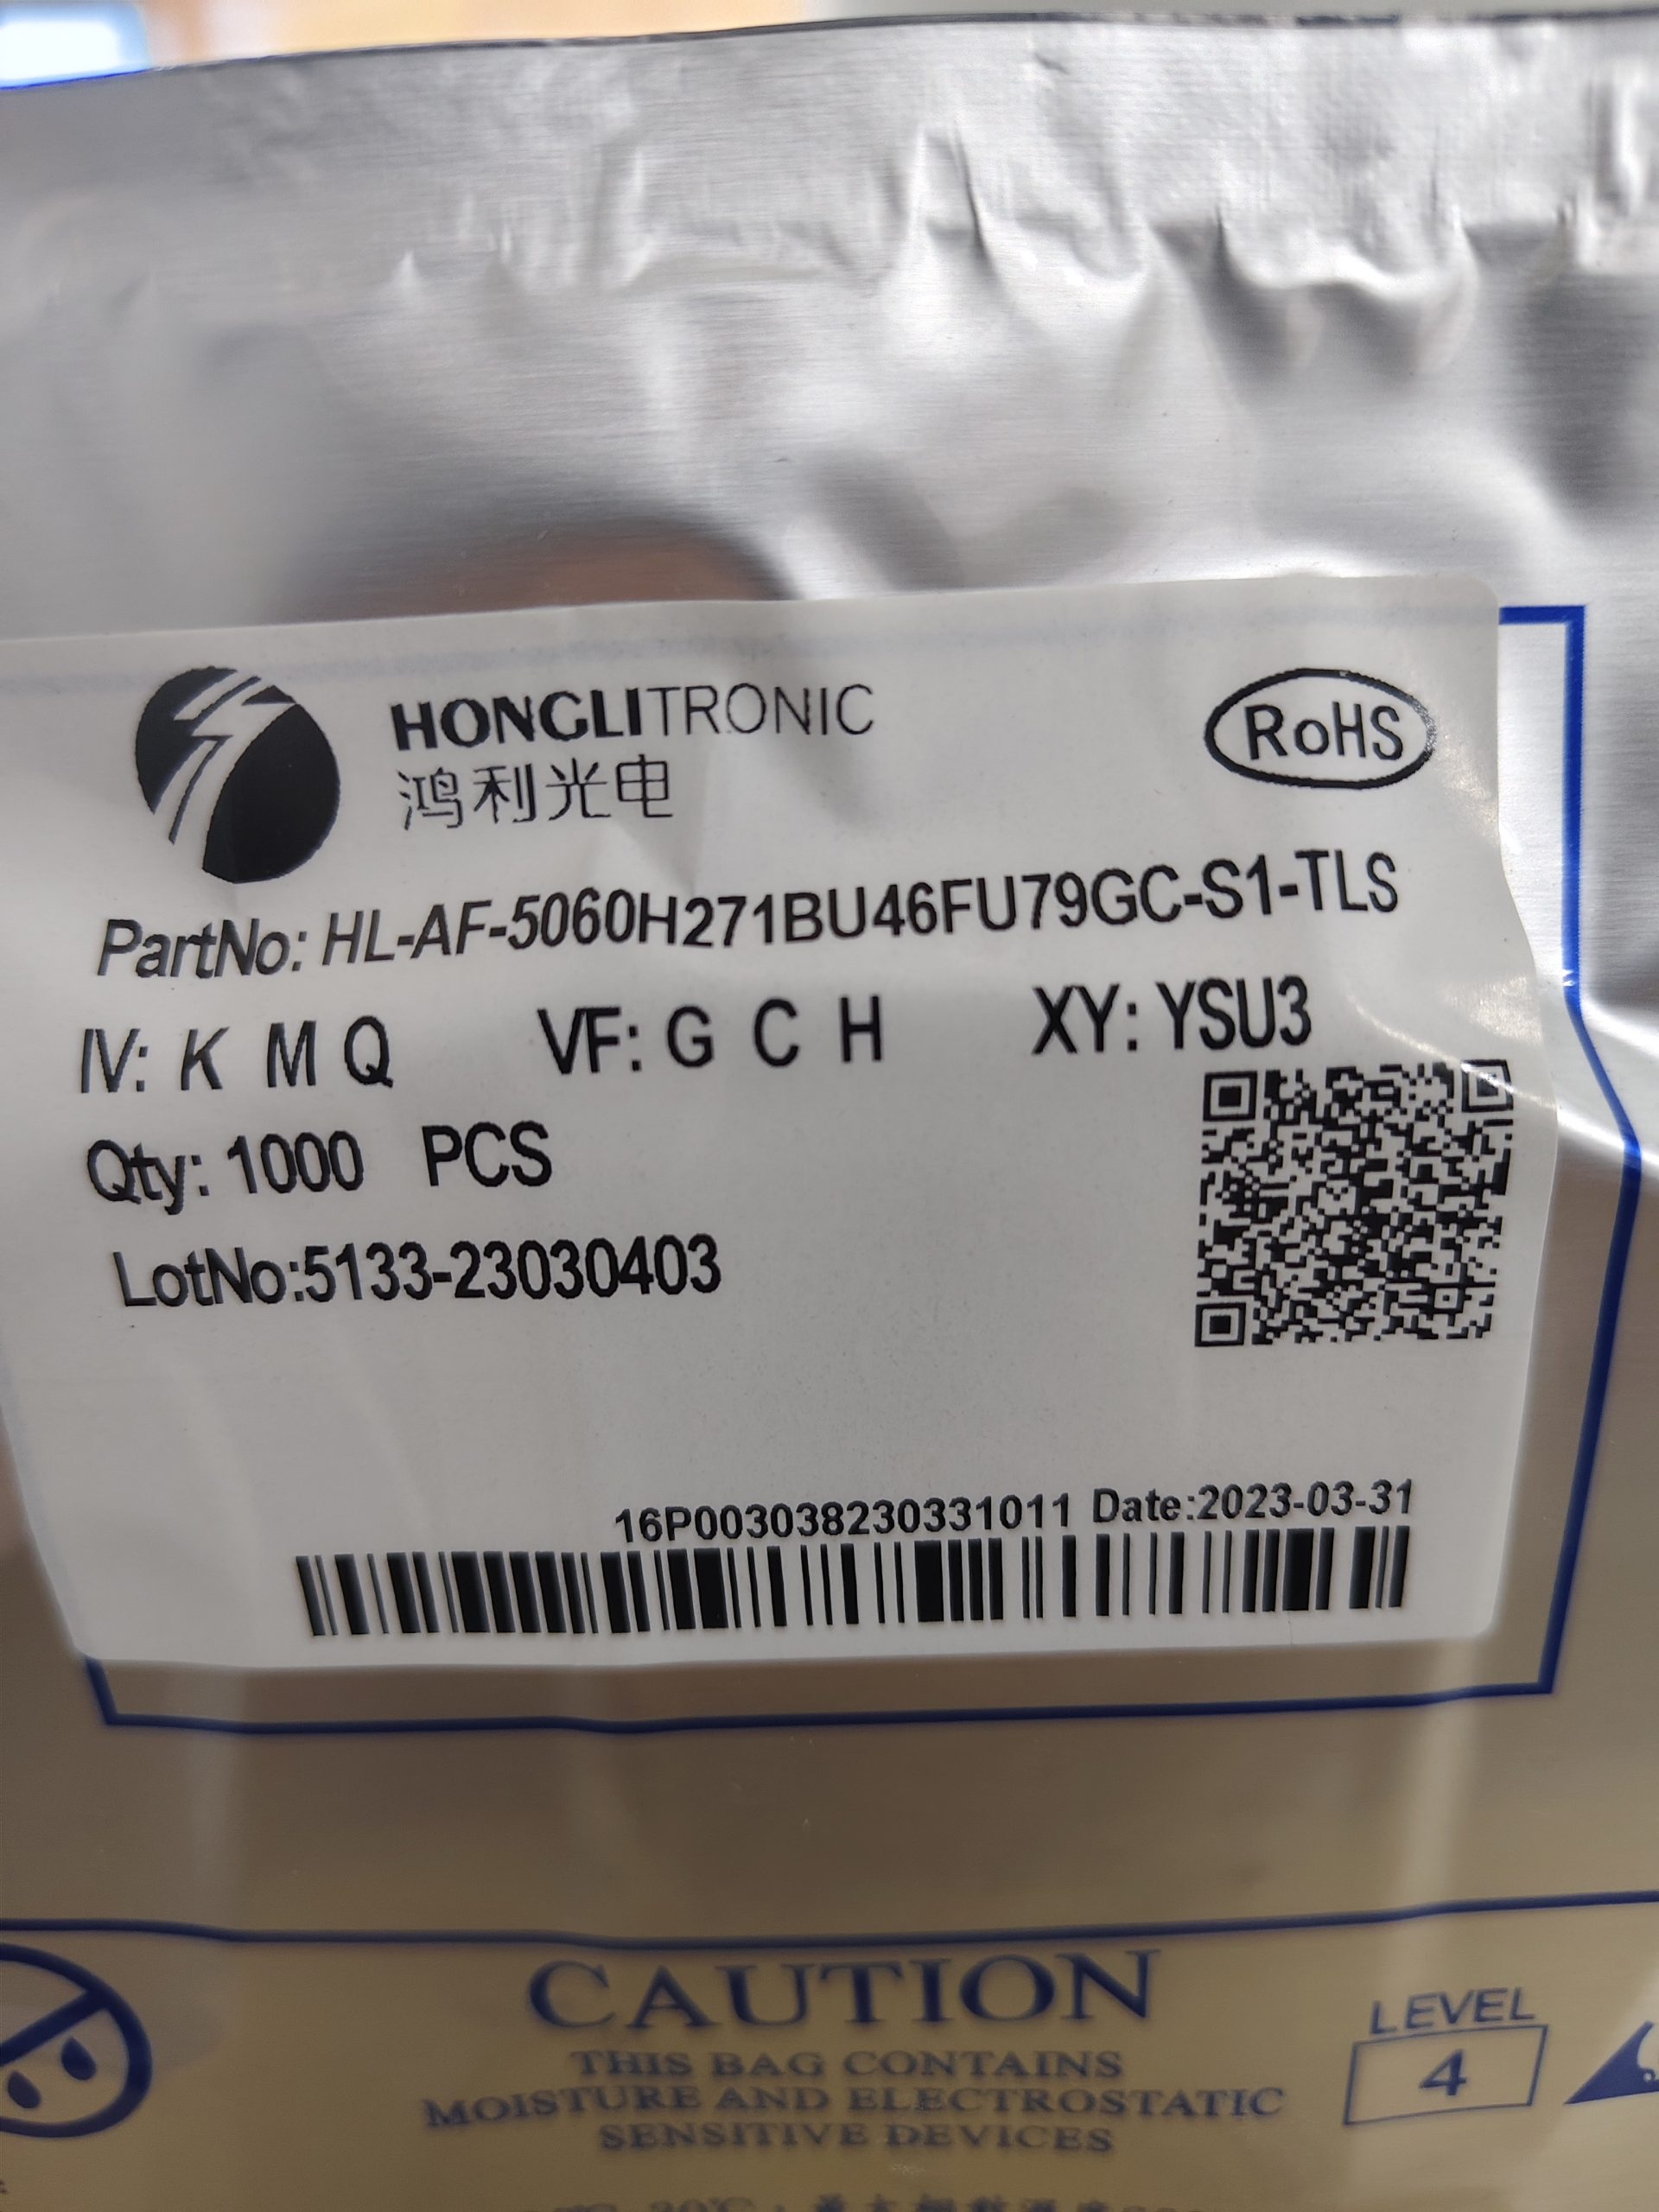 HONGLITRONIC
鸿利光电
RoHS
PartNo: HL-AF-5060H271BU46FU79GC-S1-TLS
IV: K M Q VF: G C H XY: YSU3
Qty: 1000 PCS
LotNo:5133-23030403
16P003038230331011 Date:2023-03-31
CAUTION
THIS BAG CONTAINS
MOISTURE AND ELECTROSTATIC
SENSITIVE DEVICES
LEVEL
4